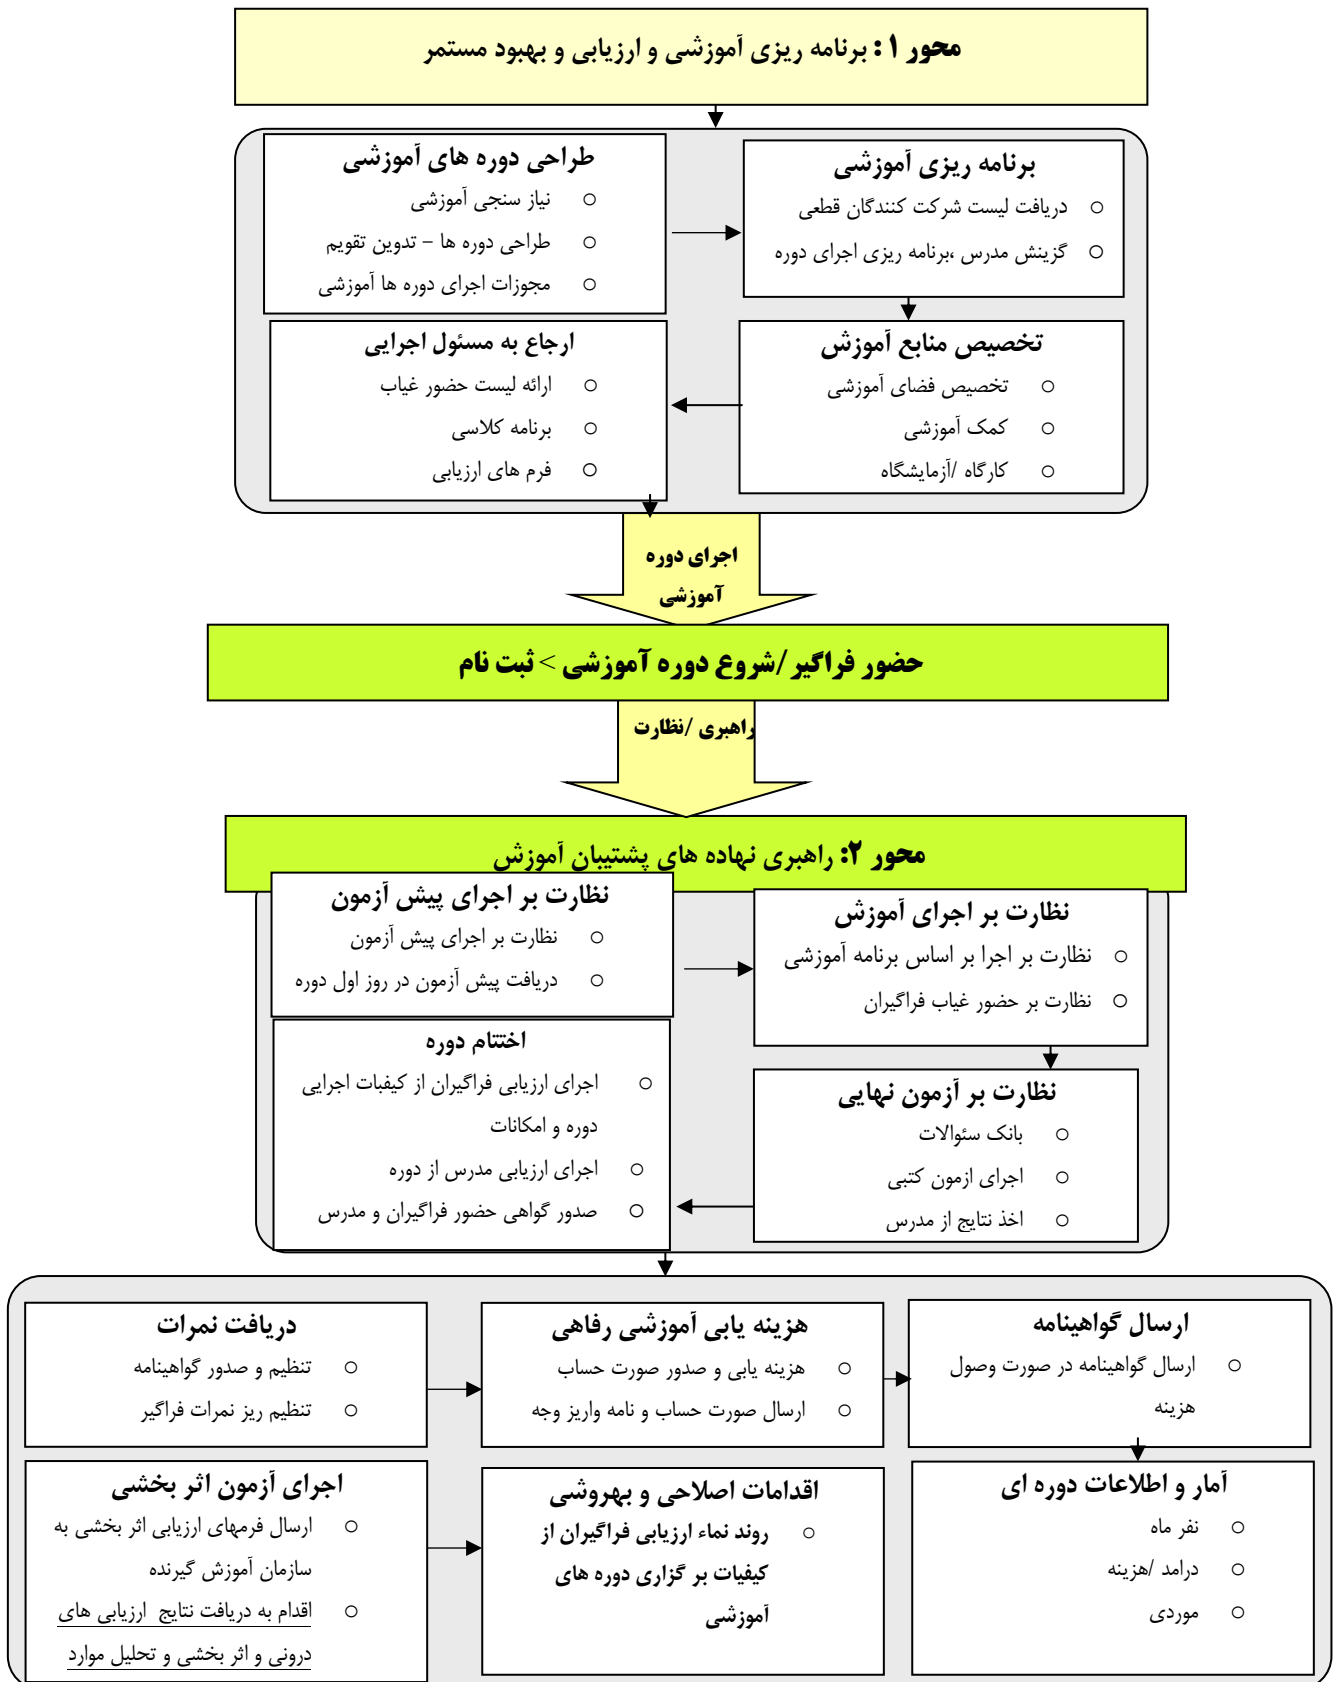 محور ۱ : برنامه ریزی آموزشی و ارزیابی و بهبود مستمر
طراحی دوره های آموزشی
نیاز سنجی آموزشی
طراحی دوره ها – تدوین تقویم
مجوزات اجرای دوره ها آموزشی
برنامه ریزی آموزشی
دریافت لیست شرکت کنندگان قطعی
گزینش مدرس ،برنامه ریزی اجرای دوره
تخصیص منابع آموزش
تخصیص فضای آموزشی
کمک آموزشی
کارگاه /آزمایشگاه
ارجاع به مسئول اجرایی
ارائه لیست حضور غیاب
برنامه کلاسی
فرم های ارزیابی
اجرای دوره
آموزشی
حضور فراگیر/شروع دوره آموزشی > ثبت نام
راهبری /نظارت
محور ۲: راهبری نهاده های پشتیبان آموزش
نظارت بر اجرای پیش آزمون
نظارت بر اجرای پیش آزمون
دریافت پیش آزمون در روز اول دوره
نظارت بر اجرای آموزش
نظارت بر اجرا بر اساس برنامه آموزشی
نظارت بر حضور غیاب فراگیران
نظارت بر آزمون نهایی
بانک سئوالات
اجرای ازمون کتبی
اخذ نتایج از مدرس
اختتام دوره
اجرای ارزیابی فراگیران از کیفیات اجرایی
دوره و امکانات
اجرای ارزیابی مدرس از دوره
صدور گواهی حضور فراگیران و مدرس
دریافت نمرات
تنظیم و صدور گواهینامه
تنظیم ریز نمرات فراگیر
هزینه یابی آموزشی رفاهی
هزینه یابی و صدور صورت حساب
ارسال صورت حساب و نامه واریز وجه
ارسال گواهینامه
ارسال گواهینامه در صورت وصول
هزینه
آمار و اطلاعات دوره ای
نفر ماه
درامد /هزینه
موردی
اجرای آزمون اثر بخشی
ارسال فرمهای ارزیابی اثر بخشی به
سازمان آموزش گیرنده
اقدام به دریافت نتایج ارزیابی های
درونی و اثر بخشی و تحلیل موارد
اقدامات اصلاحی و بهروشی
روند نماء ارزیابی فراگیران از
کیفیات بر گزاری دوره های
آموزشی